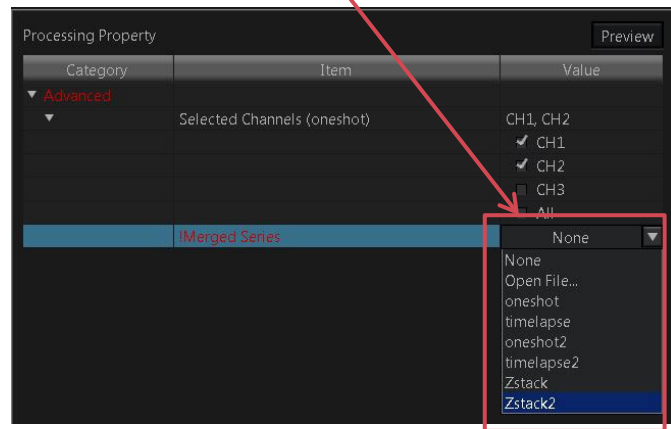 Processing Property Preview
Category Item Value
Advanced
Selected Channels (oneshot) CH1, CH2
CH1
CH2
CH3
All
!Merged Series None
None
Open File...
oneshot
timelapse
oneshot2
timelapse2
Zstack
Zstack2